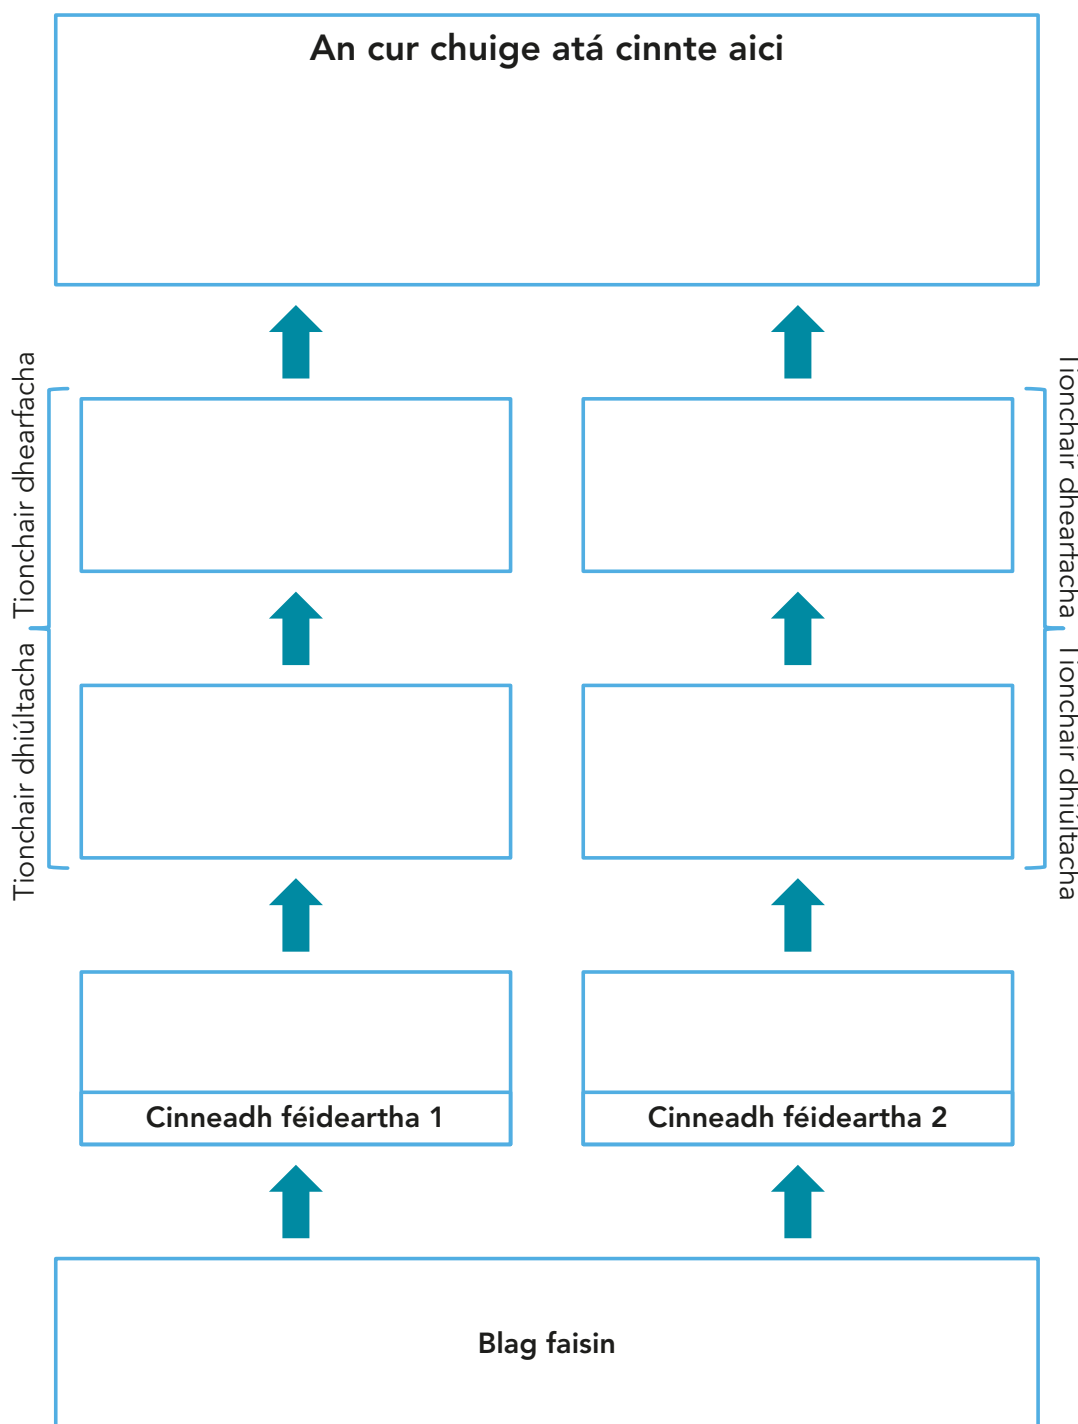 An cur chuige atá cinnte aici
Tionchair dhearfacha
Tionchair dhearfacha
Tionchair dhiúltacha
Tionchair dhiúltacha
Cinneadh féideartha 1
Cinneadh féideartha 2
Blag faisin